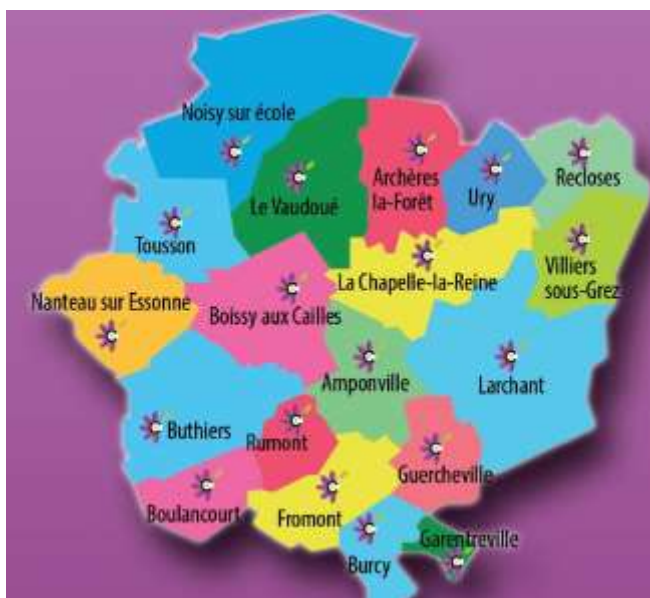 Noisy sur école
Le Vaudoué
Archères
la-Forêt
Ury
Recloses
Tousson
Villiers
sous-Grez
La Chapelle-la-Reine
Nanteau sur Essonne
Boissy aux Cailles
Amponville
Larchant
Buthiers
Rumont
Guercheville
Boulancourt
Fromont
Garentreville
Burcy